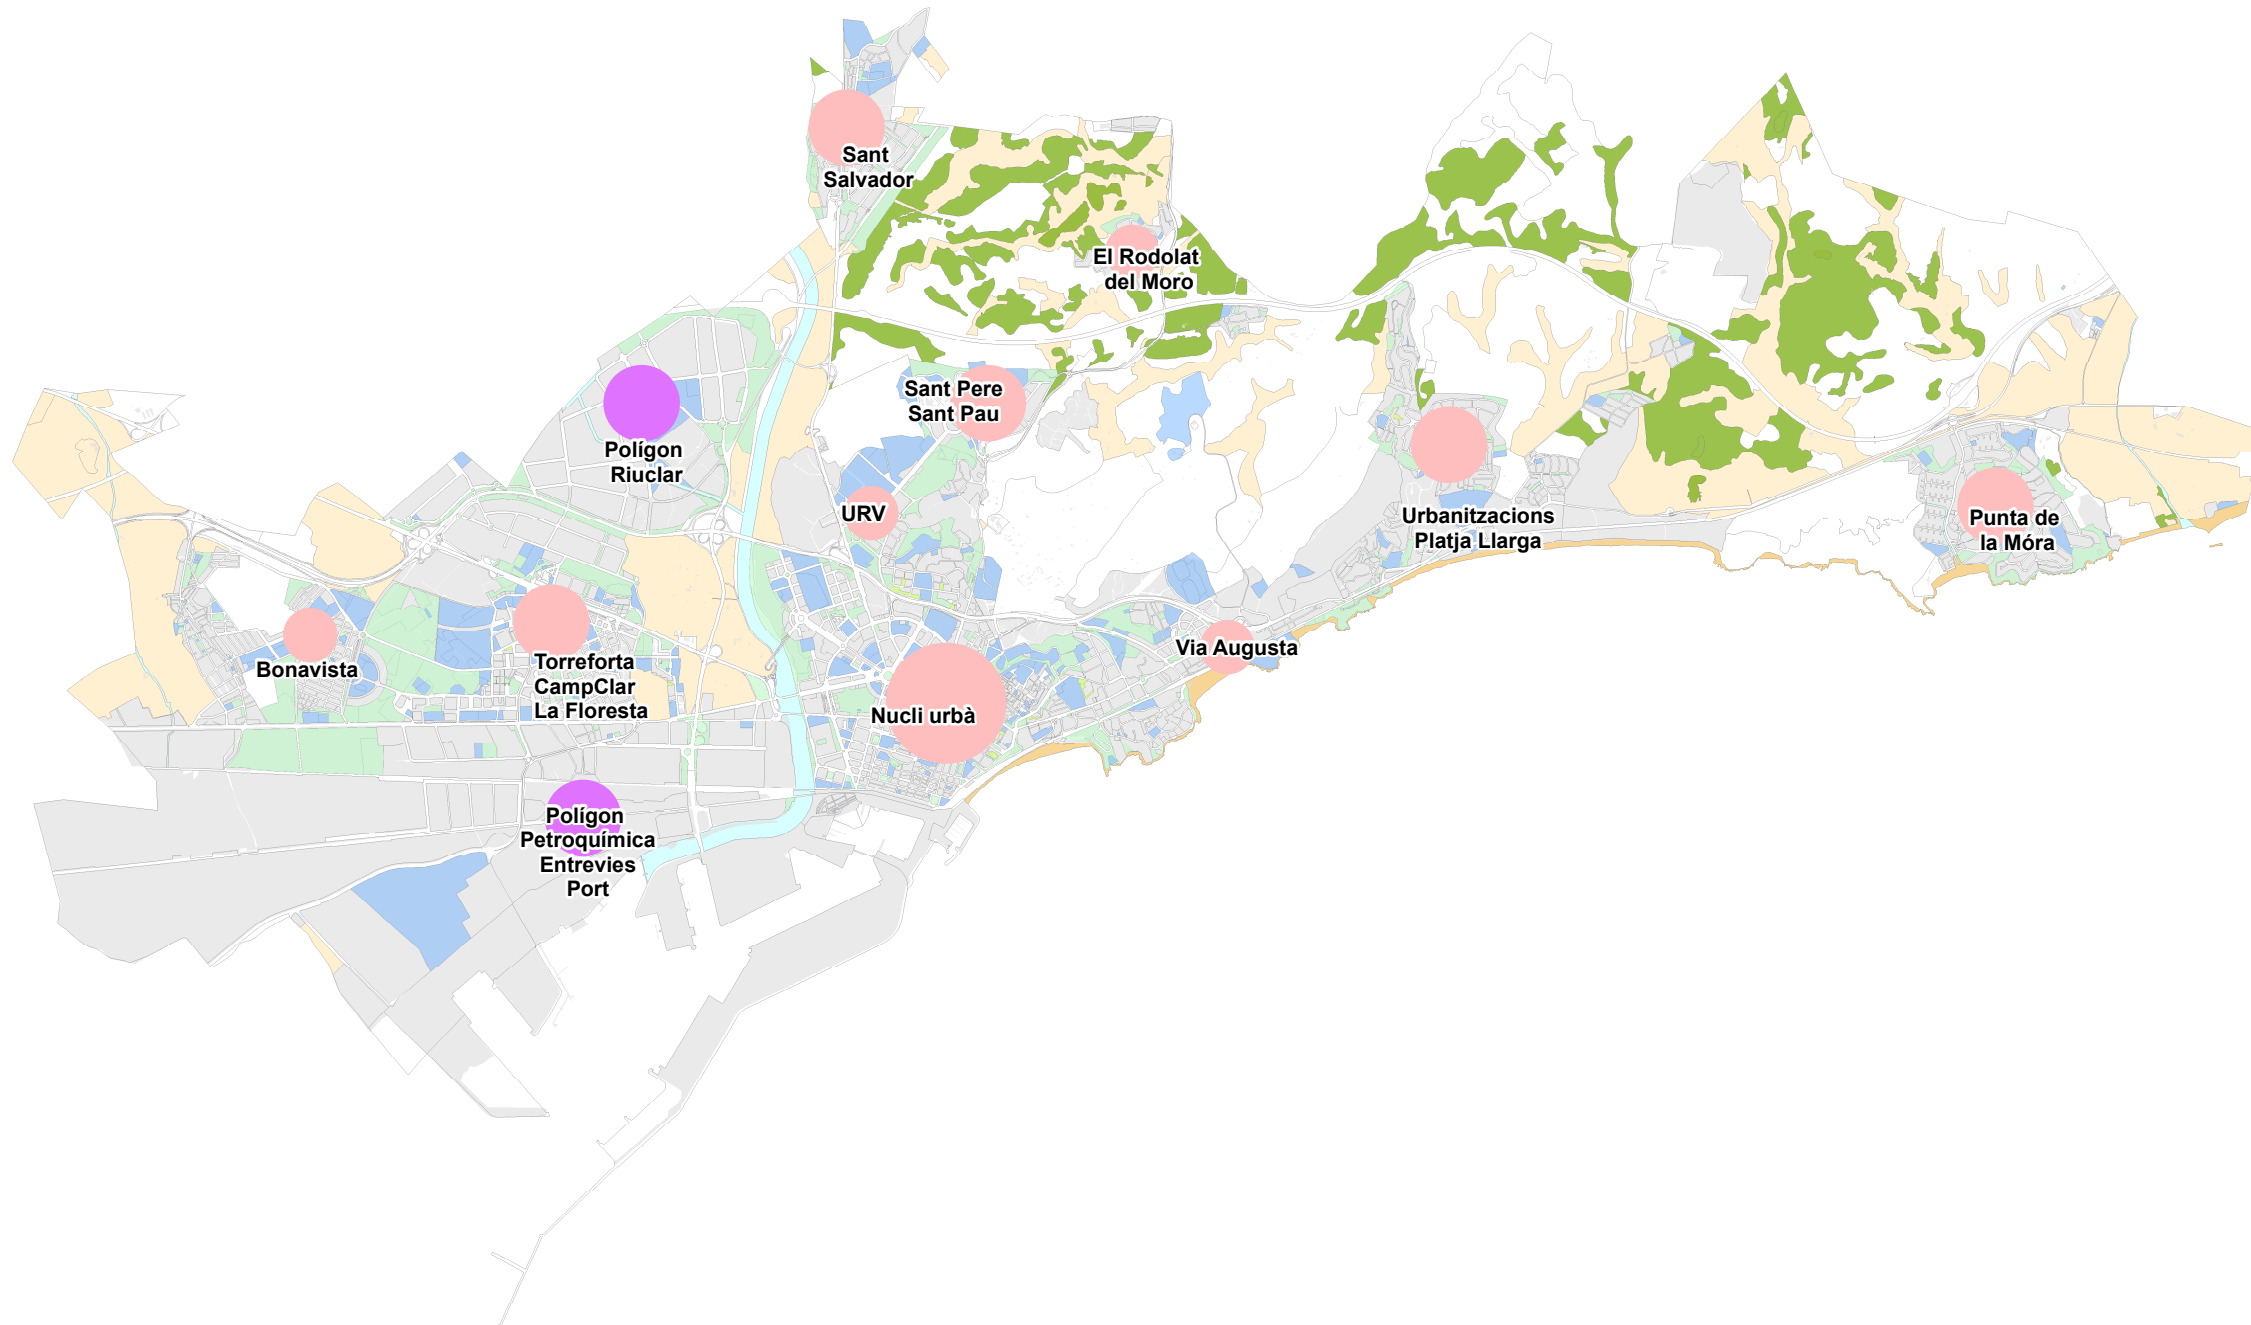 Sant
Salvador
El Rodolat
del Moro
Sant Pere
Sant Pau
Polígon
Riuclar
URV
Urbanitzacions
Platja Llarga
Punta de
la Móra
Bonavista
Torreforta
CampClar
La Floresta
Via Augusta
Nucli urbà
Polígon
Petroquímica
Entrevies
Port